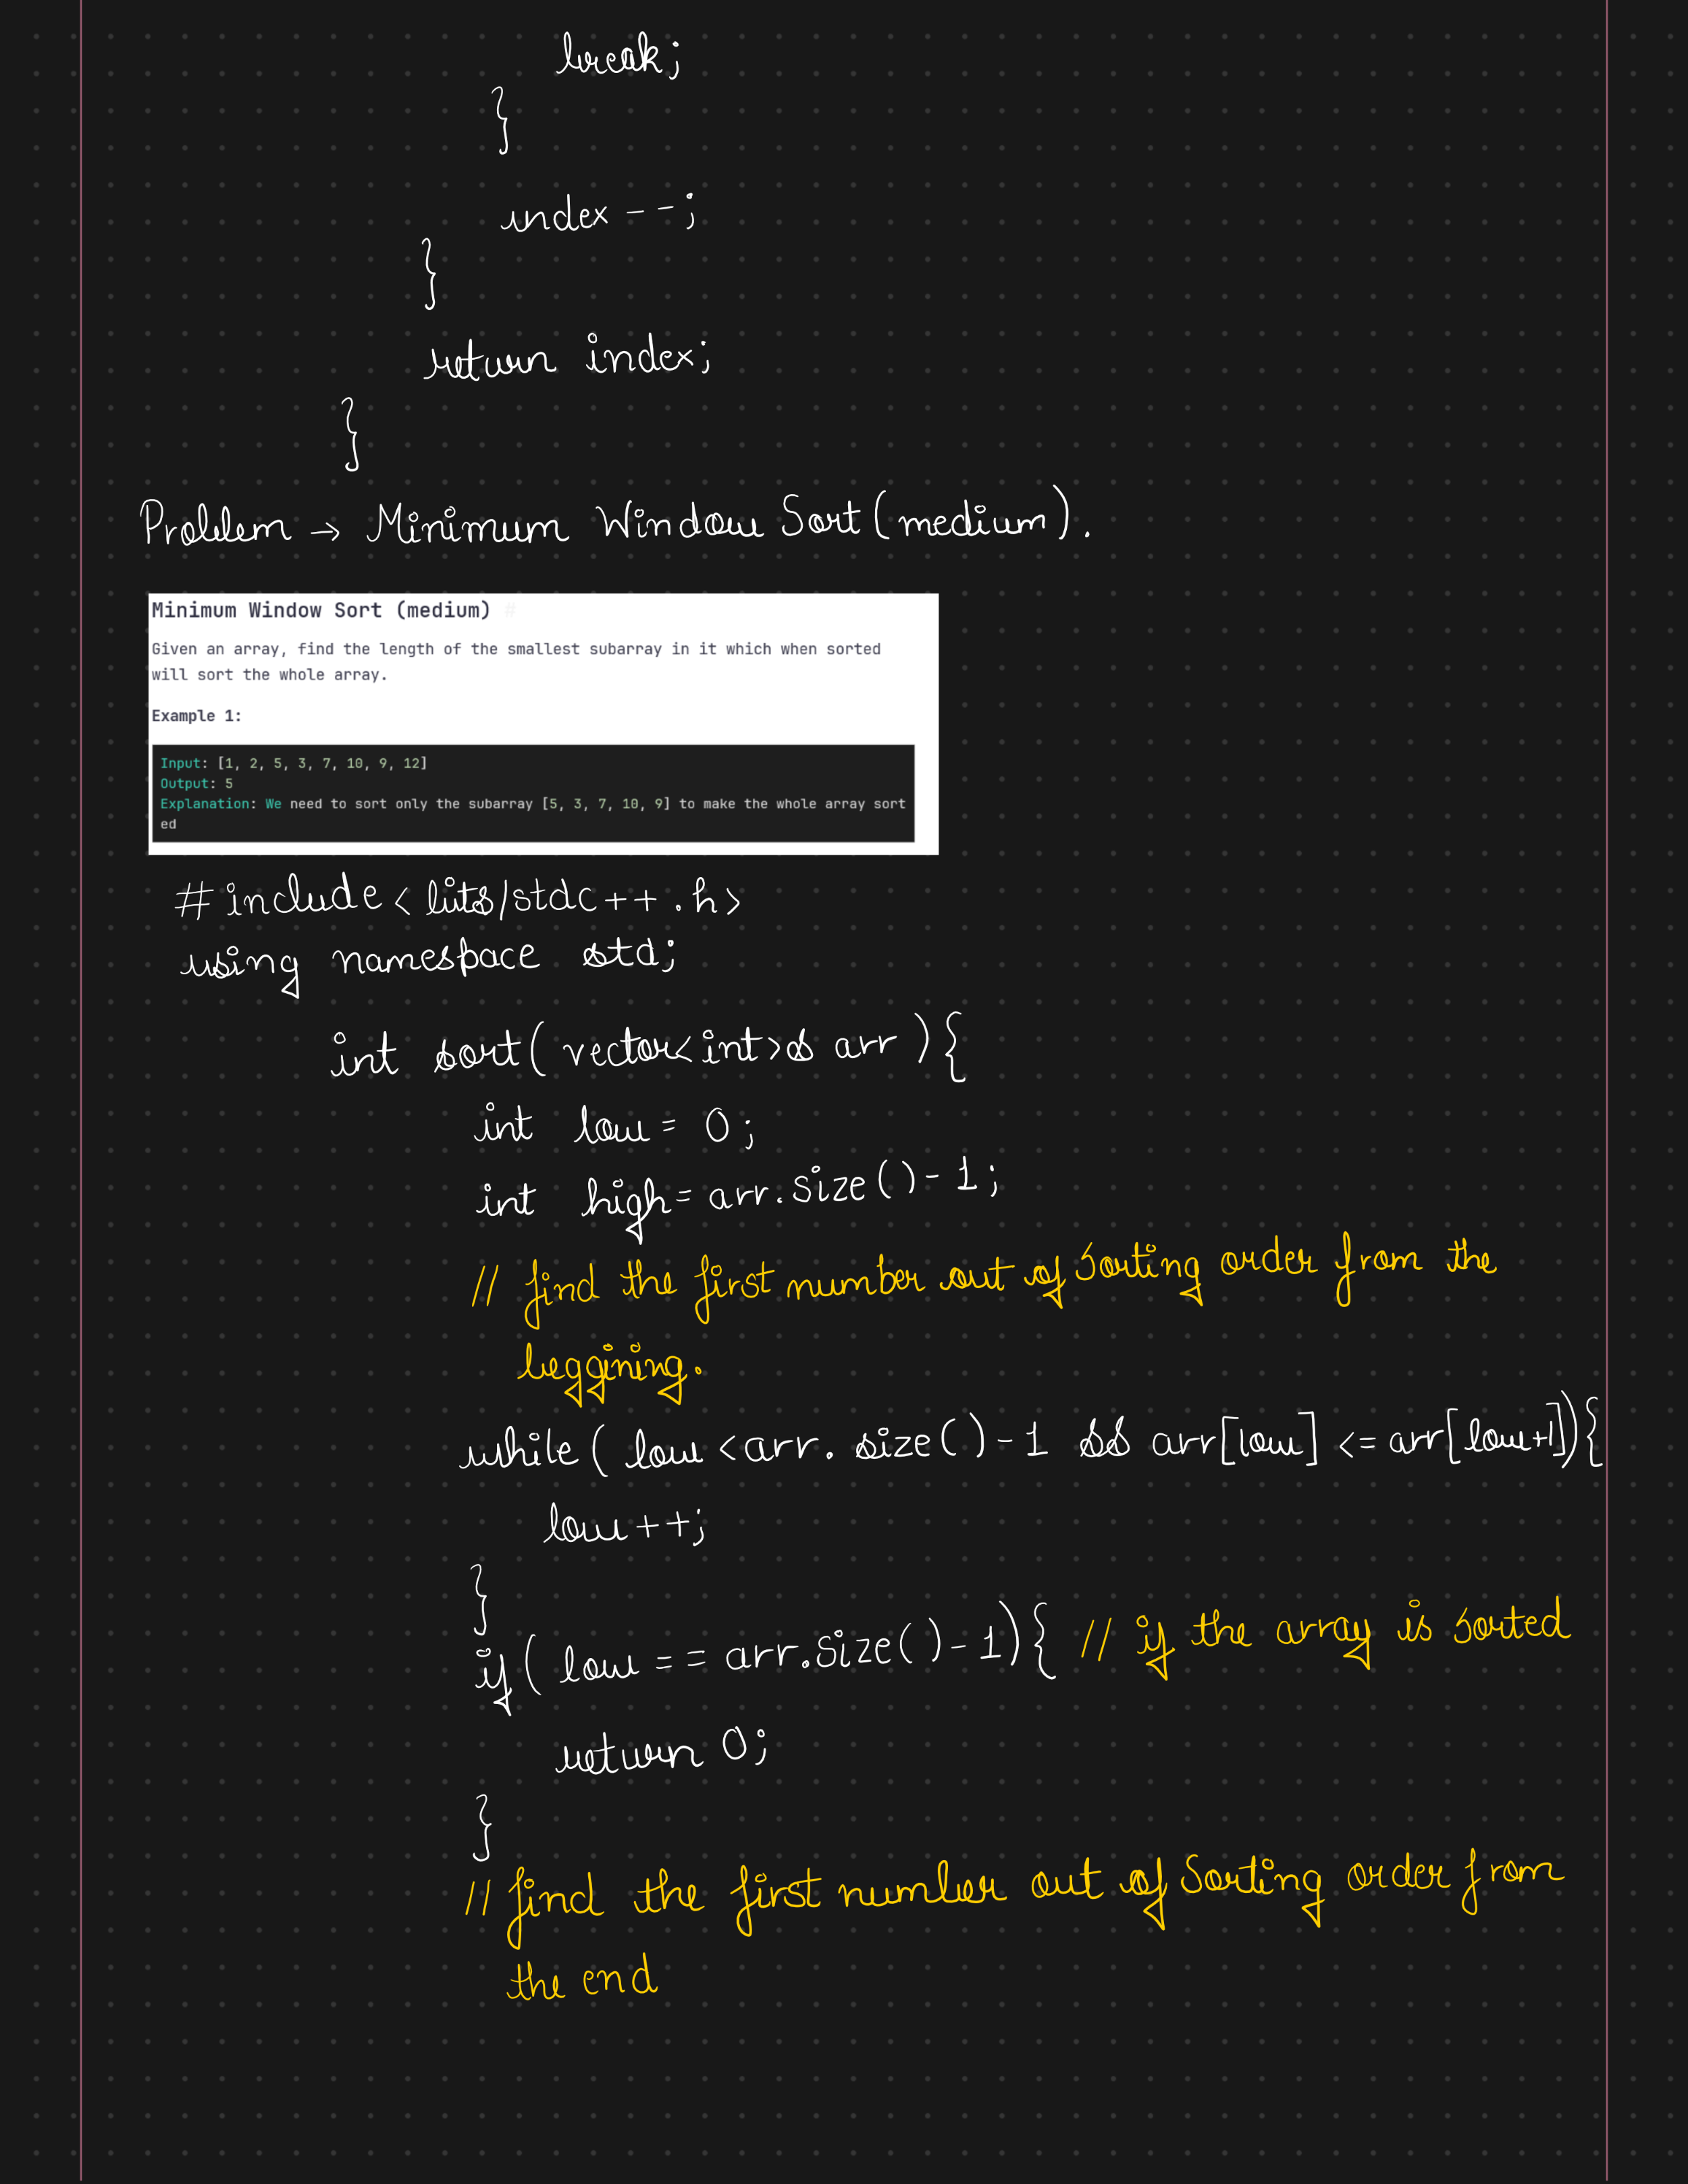 break;
}
index--;
}
return index;
}
Problem → Minimum Window Sort (medium).
Minimum Window Sort (medium) #
Given an array, find the length of the smallest subarray in it which when sorted
will sort the whole array.
Example 1:
Input: [1, 2, 5, 3, 7, 10, 9, 12]
Output: 5
Explanation: We need to sort only the subarray [5, 3, 7, 10, 9] to make the whole array sort
ed
#include<bits/stdc++.h>
using namespace std;
int sort(vector<int>& arr){
int low = 0;
int high = arr.size()-1;
// find the first number out of sorting order from the
beggining.
while( low <arr. size()-1 && arr[low] <= arr[low+1]){
low++;
}
if( low == arr.size()-1){ // if the array is sorted
return 0;
}
// find the first number out of sorting order from
the end